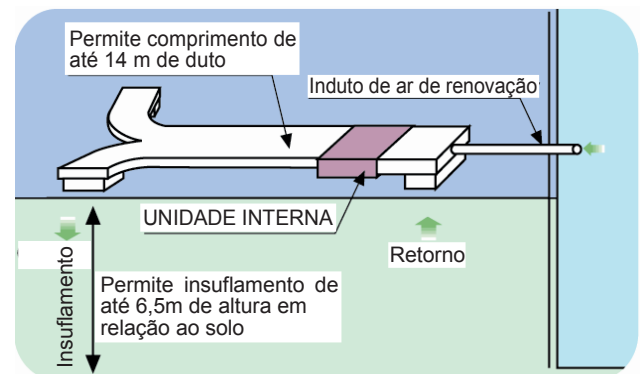 Permite comprimento de
até 14 m de duto
Induto de ar de renovação
UNIDADE INTERNA
Retorno
Insuflamento
Permite insuflamento de
até 6,5m de altura em
relação ao solo